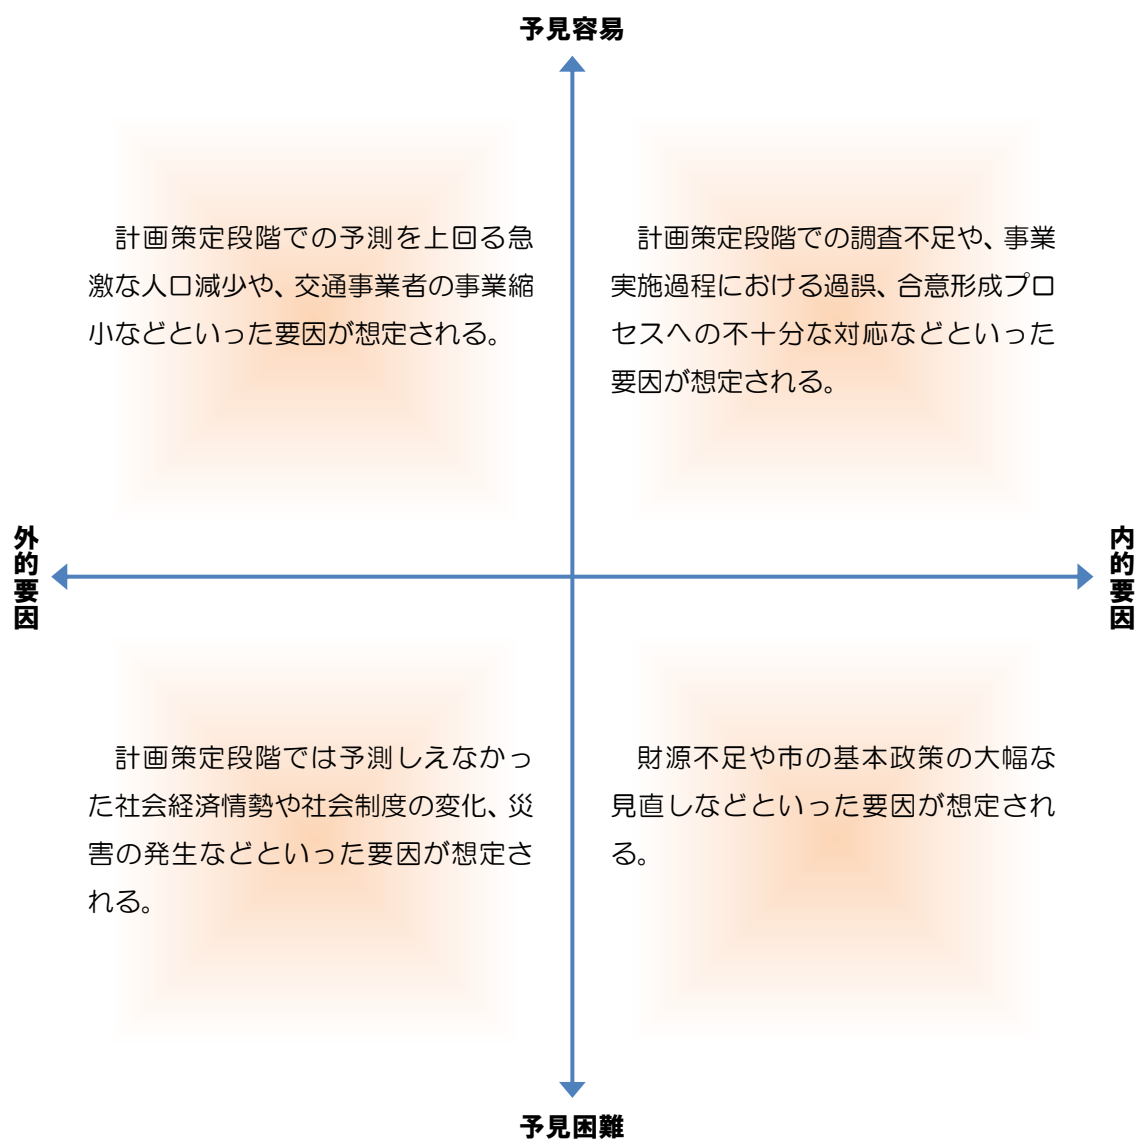 予見容易
計画策定段階での予測を上回る急
激な人口減少や、交通事業者の事業縮
小などといった要因が想定される。
計画策定段階での調査不足や、事業
実施過程における過誤、合意形成プロ
セスへの不十分な対応などといった
要因が想定される。
外的要因
内的要因
計画策定段階では予測しえなかっ
た社会経済情勢や社会制度の変化、災
害の発生などといった要因が想定さ
れる。
財源不足や市の基本政策の大幅な
見直しなどといった要因が想定され
る。
予見困難